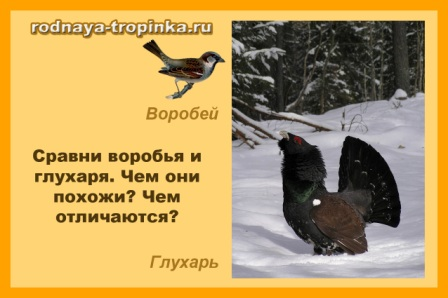 rodnaya-tropinka.ru
Воробей
Сравни воробья и
глухаря. Чем они
похожи? Чем
отличаются?
Глухарь